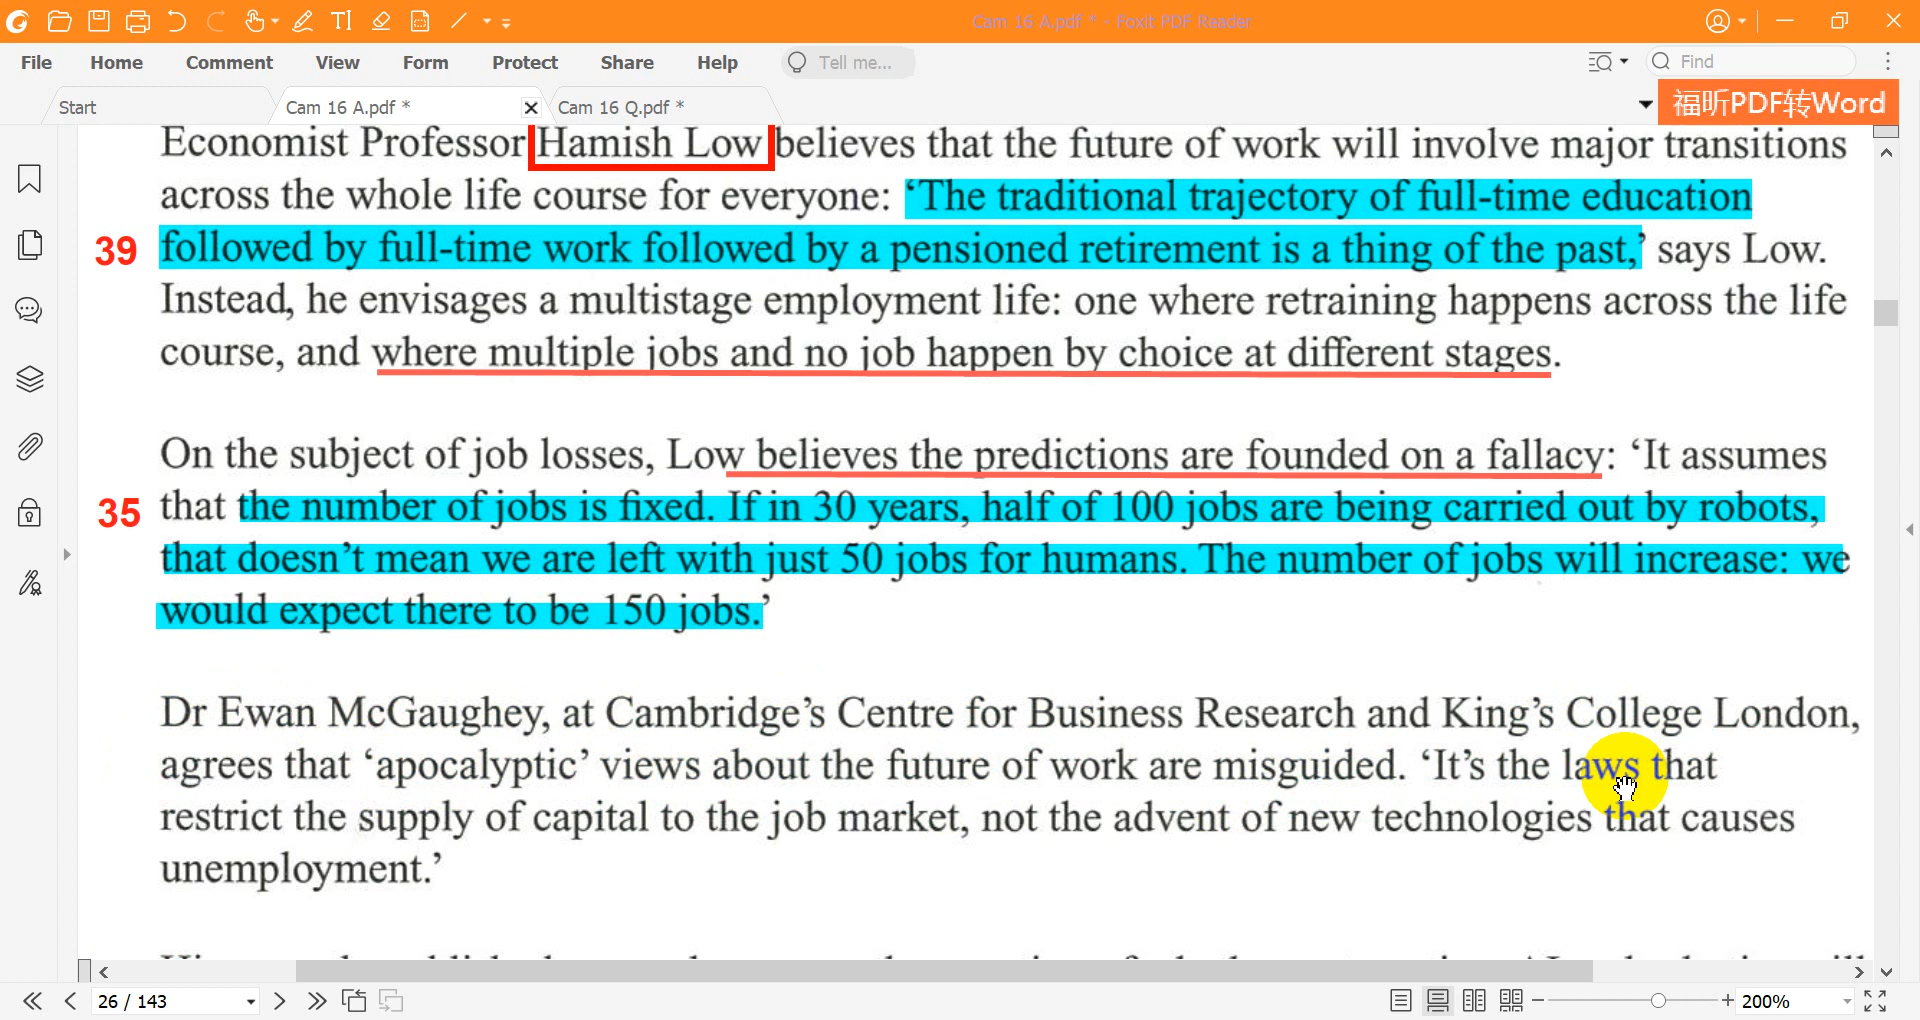 Cam 16 A.pdf * - Foxit PDF Reader
File Home Comment View Form Protect Share Help Tell me... Find
Start Cam 16 A.pdf * Cam 16 Q.pdf * 福昕PDF转Word
Economist Professor Hamish Low believes that the future of work will involve major transitions
across the whole life course for everyone: ‘The traditional trajectory of full-time education
39 followed by full-time work followed by a pensioned retirement is a thing of the past,’ says Low.
Instead, he envisages a multistage employment life: one where retraining happens across the life
course, and where multiple jobs and no job happen by choice at different stages.
On the subject of job losses, Low believes the predictions are founded on a fallacy: ‘It assumes
35 that the number of jobs is fixed. If in 30 years, half of 100 jobs are being carried out by robots,
that doesn’t mean we are left with just 50 jobs for humans. The number of jobs will increase: we
would expect there to be 150 jobs.’
Dr Ewan McGaughey, at Cambridge’s Centre for Business Research and King’s College London,
agrees that ‘apocalyptic’ views about the future of work are misguided. ‘It’s the laws that
restrict the supply of capital to the job market, not the advent of new technologies that causes
unemployment.’
26 / 143 200%